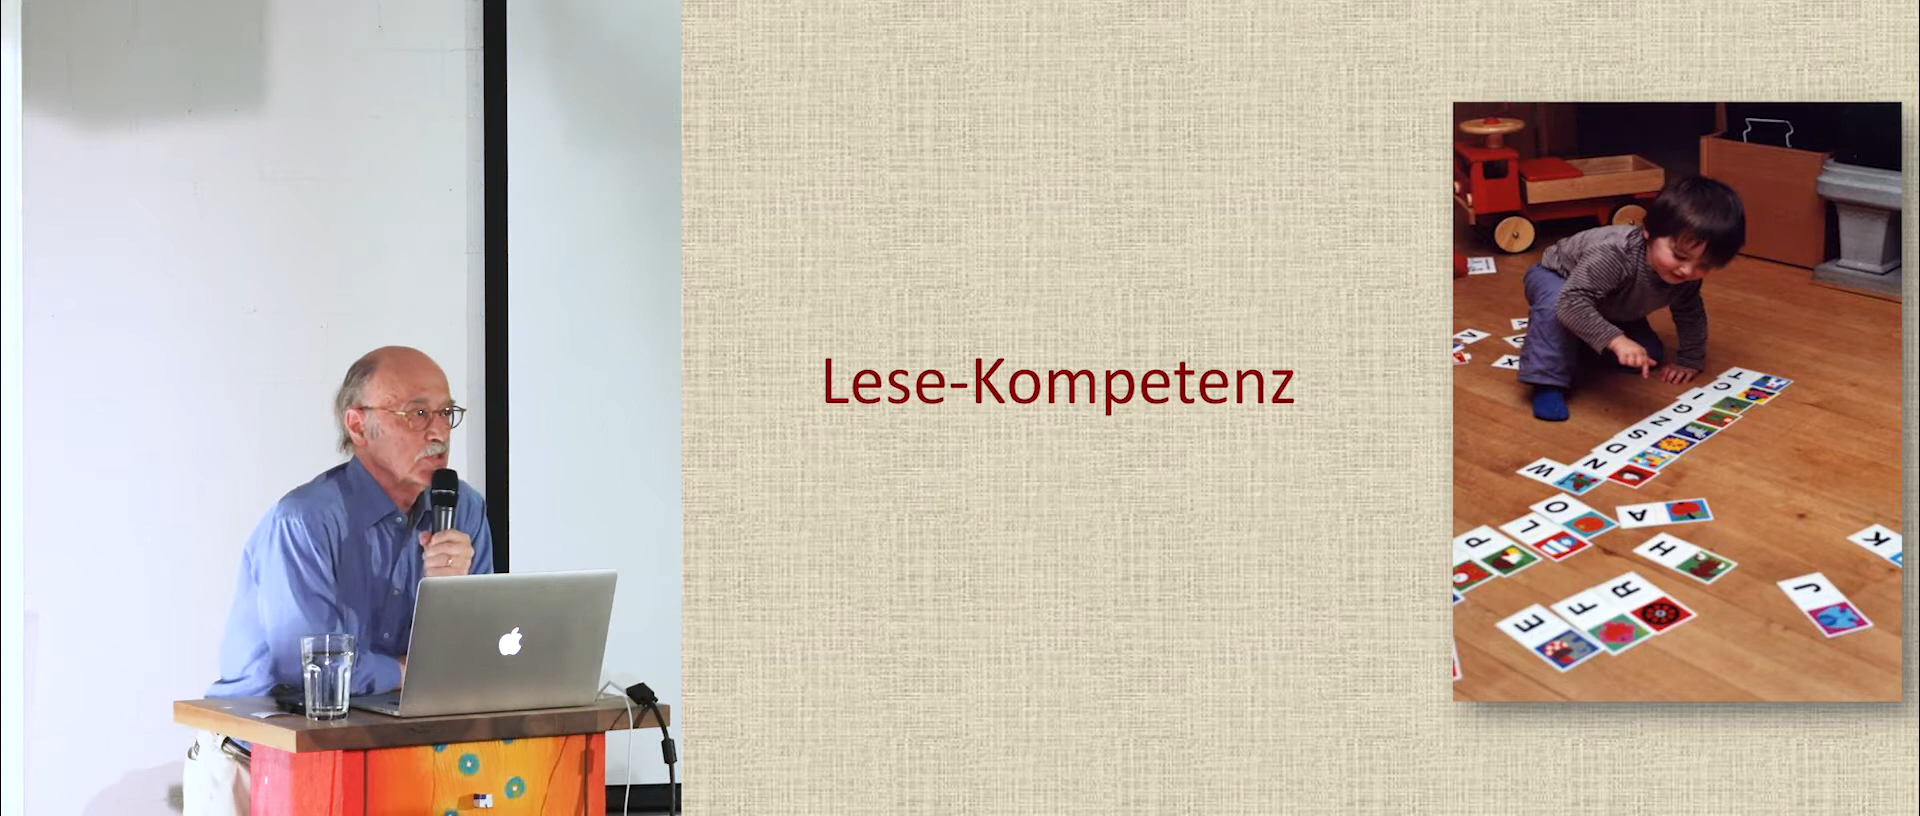 Lese-Kompetenz
W N D S Z G I C T
P L O
A
H
K
E F R
J